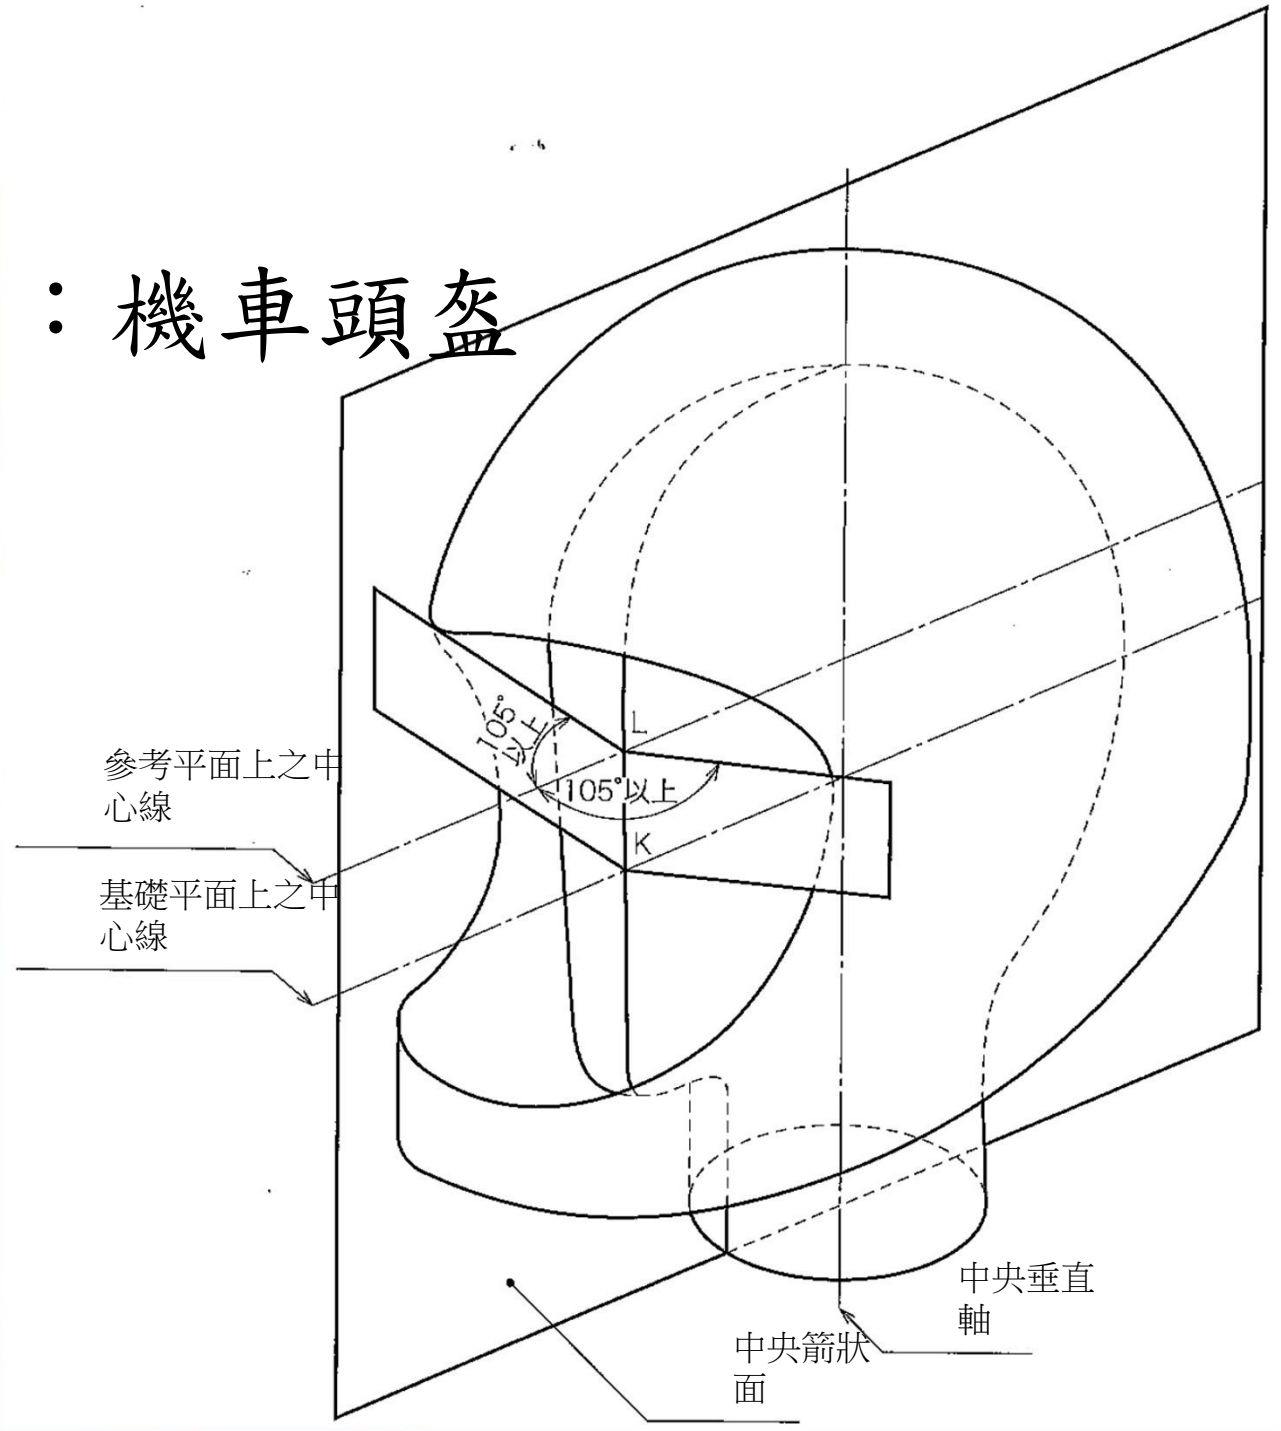 ：機車頭盔
L
105°
以上
105°以上
K
參考平面上之中
心線
基礎平面上之中
心線
中央垂直
軸
中央箭狀
面